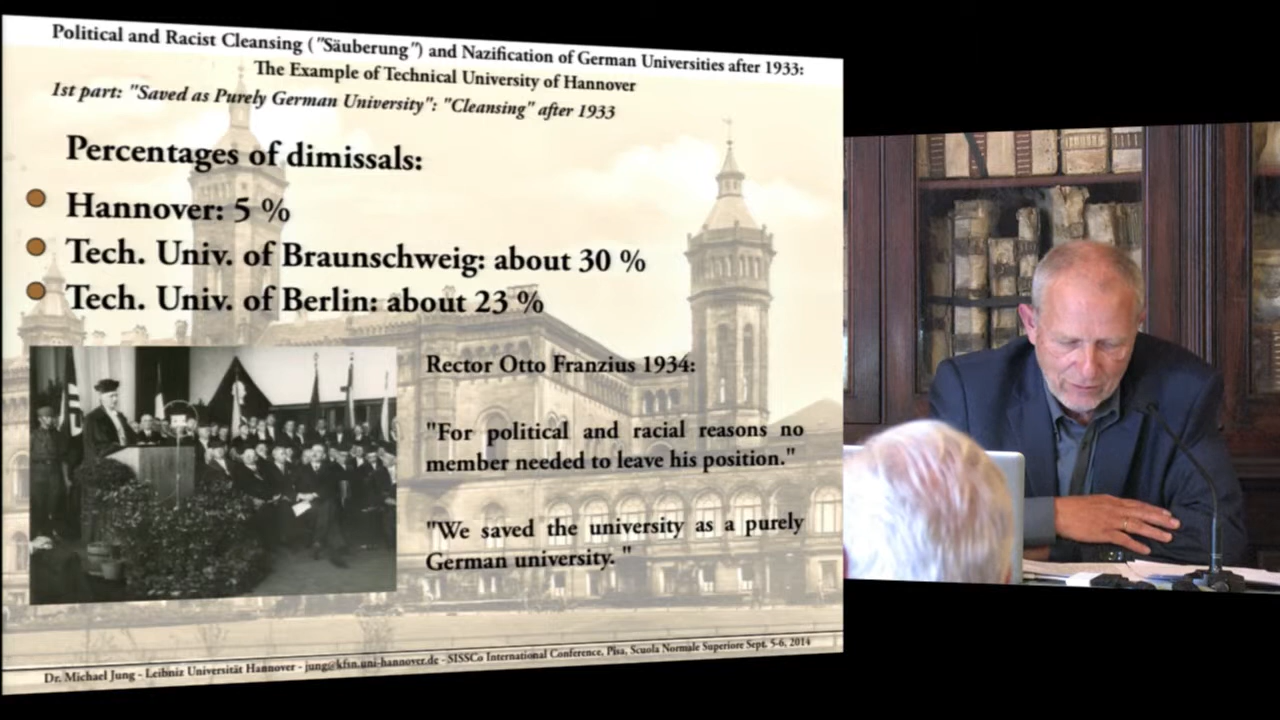 Political and Racist Cleansing ("Säuberung") and Nazification of German Universities after 1933:
The Example of Technical University of Hannover
1st part: "Saved as Purely German University": "Cleansing" after 1933
Percentages of dimissals:
Hannover: 5 %
Tech. Univ. of Braunschweig: about 30 %
Tech. Univ. of Berlin: about 23 %
Rector Otto Franzius 1934:
"For political and racial reasons no
member needed to leave his position."
"We saved the university as a purely
German university. "
Dr. Michael Jung - Leibniz Universität Hannover - jung@kfsn.uni-hannover.de - SISSCo International Conference, Pisa, Scuola Normale Superiore Sept. 5-6, 2014